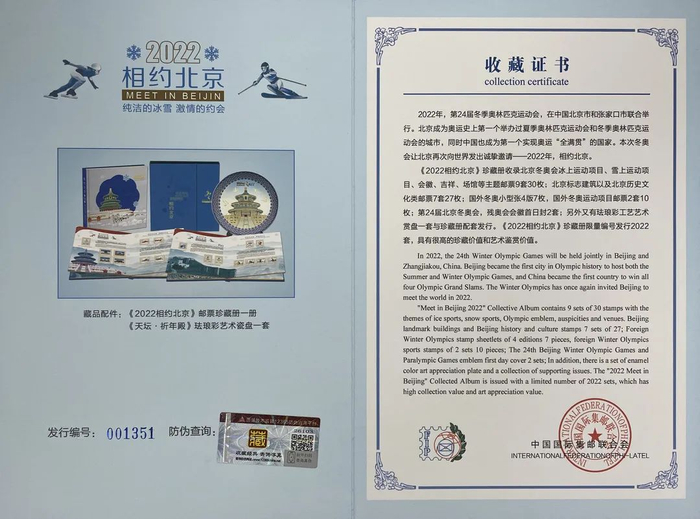 2022
相约北京
MEET IN BEIJIN
纯洁的冰雪 激情的约会
藏品配件:《2022相约北京》邮票珍藏册一册
《天坛·祈年殿》珐琅彩艺术瓷盘一套
发行编号: 001351 防伪查询:
收藏证书
collection certificate
2022年，第24届冬季奥林匹克运动会，在中国北京市和张家口市联合举
行。北京成为奥运史上第一个举办过夏季奥林匹克运动会和冬季奥林匹克运动会
的城市，同时中国也成为第一个实现奥运“全满贯”的国家。本次冬奥
会让北京再次向世界发出诚挚邀请——2022年，相约北京。
《2022相约北京》珍藏册收录北京冬奥会冰上运动项目、雪上运动项
目、会徽、吉祥、场馆等主题邮票9套30枚；北京标志建筑以及北京历史文
化类邮票7套27枚；国外冬奥小型张4版7枚，国外冬奥运动项目邮票2套10
枚；第24届北京冬奥会、残奥会会徽首日封2套；另外又有珐琅彩工艺艺术
赏盘一套与珍藏册配套发行。《2022相约北京》珍藏册限量编号发行2022
套，具有很高的珍藏价值和艺术鉴赏价值。
In 2022, the 24th Winter Olympic Games will be held jointly in Beijing and
Zhangjiakou, China. Beijing became the first city in Olympic history to host both the
Summer and Winter Olympic Games, and China became the first country to win all
four Olympic Grand Slams. The Winter Olympics has once again invited Beijing to
meet the world in 2022.
"Meet in Beijing 2022" Collective Album contains 9 sets of 30 stamps with the
themes of ice sports, snow sports, Olympic emblem, auspicities and venues. Beijing
landmark buildings and Beijing history and culture stamps 7 sets of 27; Foreign
Winter Olympics stamp sheetlets of 4 editions 7 pieces, foreign Winter Olympics
sports stamps of 2 sets 10 pieces; The 24th Beijing Winter Olympic Games and
Paralympic Games emblem first day cover 2 sets; In addition, there is a set of enamel
color art appreciation plate and a collection of supporting issues. The "2022 Meet in
Beijing" Collected Album is issued with a limited number of 2022 sets, which has
high collection value and art appreciation value.
中国国际集邮联合会
INTERNATIONALFEDERATIONOFPHI-LATEL